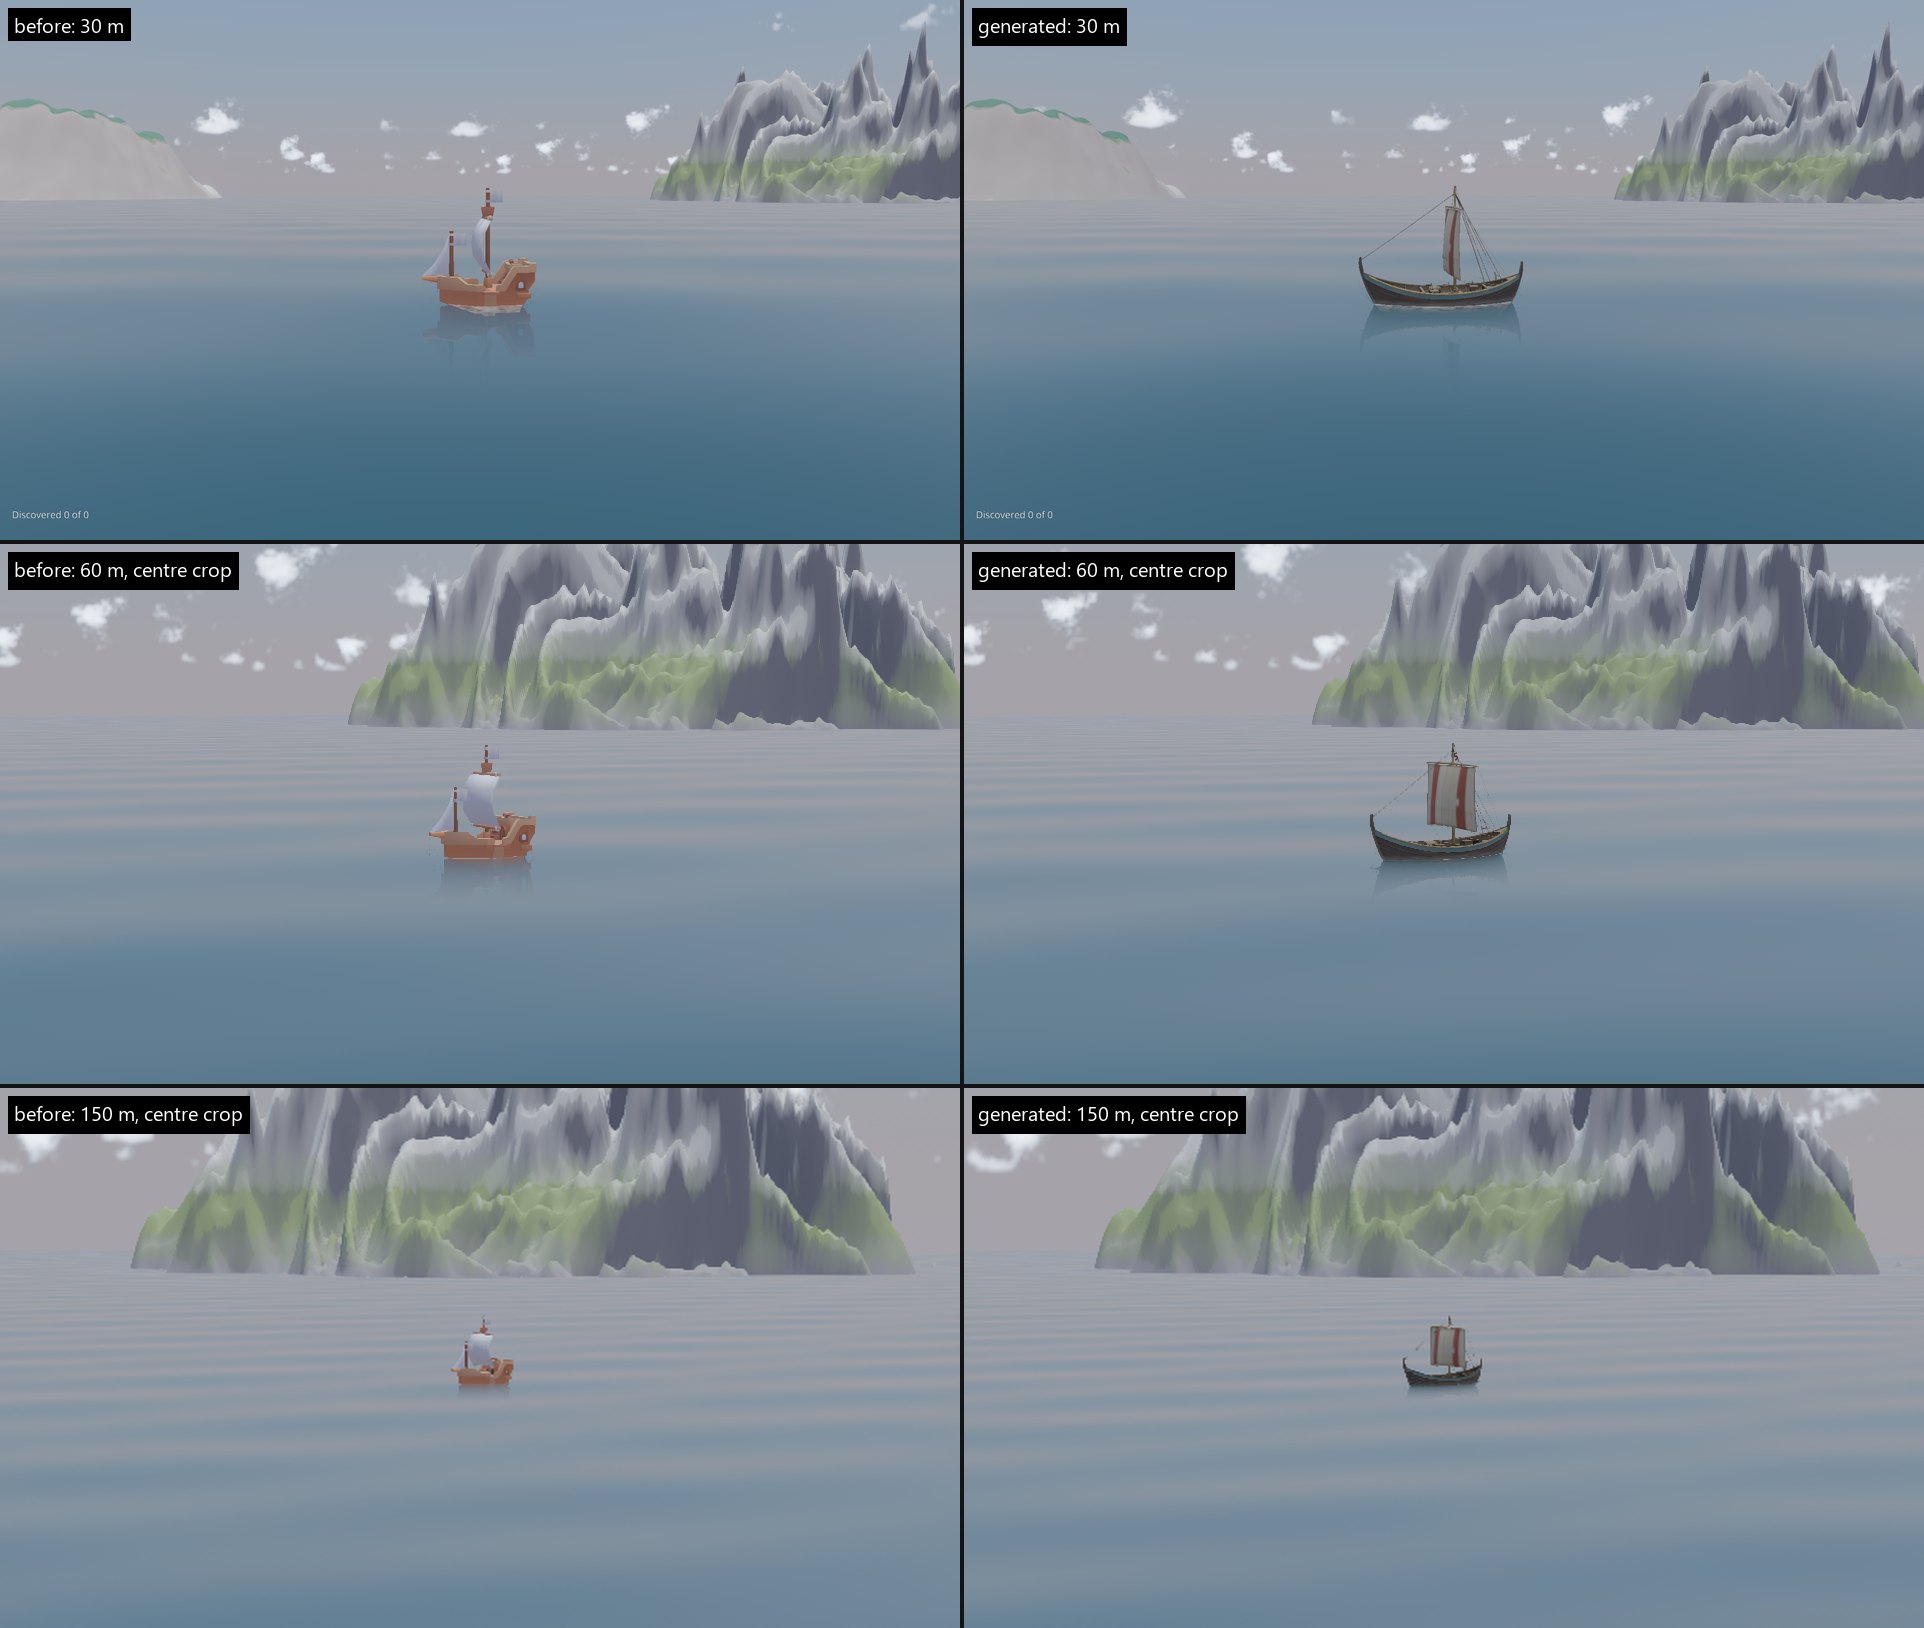 before: 30 m
generated: 30 m
Discovered 0 of 0
Discovered 0 of 0
before: 60 m, centre crop
generated: 60 m, centre crop
before: 150 m, centre crop
generated: 150 m, centre crop